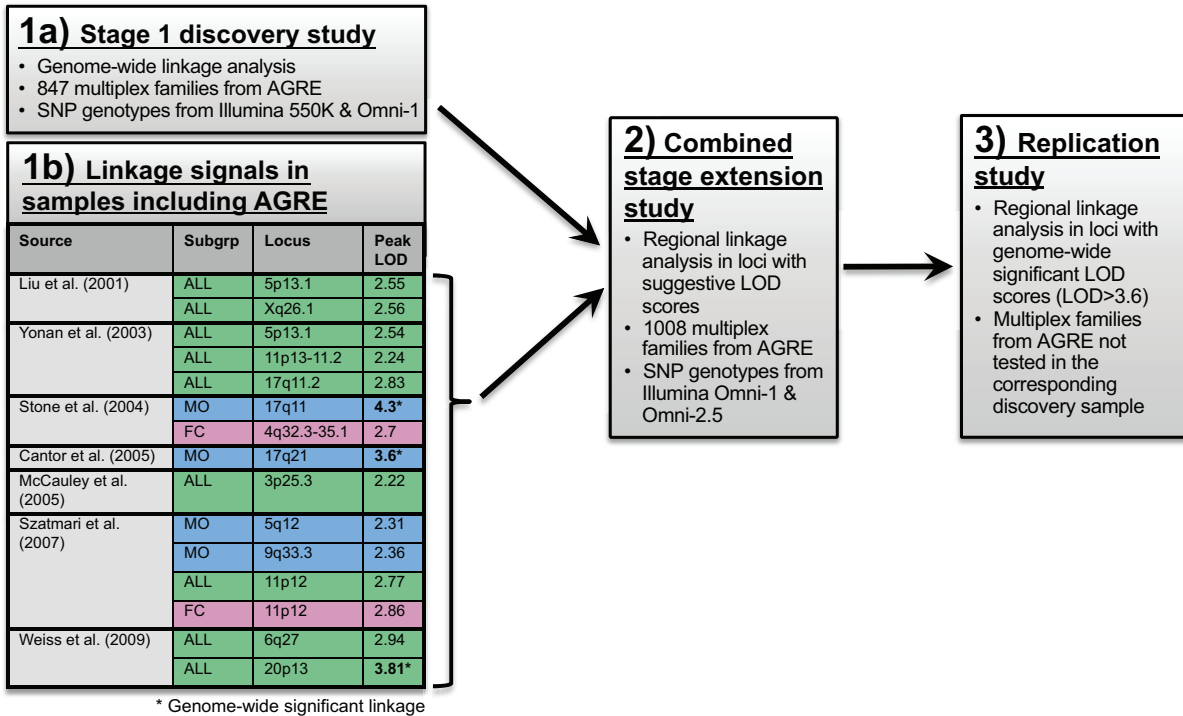 1a) Stage 1 discovery study
• Genome-wide linkage analysis
• 847 multiplex families from AGRE
• SNP genotypes from Illumina 550K & Omni-1
1b) Linkage signals in
samples including AGRE
Source Subgrp Locus Peak
LOD
Liu et al. (2001) ALL 5p13.1 2.55
ALL Xq26.1 2.56
Yonan et al. (2003) ALL 5p13.1 2.54
ALL 11p13-11.2 2.24
ALL 17q11.2 2.83
Stone et al. (2004) MO 17q11 4.3*
FC 4q32.3-35.1 2.7
Cantor et al. (2005) MO 17q21 3.6*
McCauley et al. ALL 3p25.3 2.22
(2005)
Szatmari et al. MO 5q12 2.31
(2007)
MO 9q33.3 2.36
ALL 11p12 2.77
FC 11p12 2.86
Weiss et al. (2009) ALL 6q27 2.94
ALL 20p13 3.81*
* Genome-wide significant linkage
2) Combined
stage extension
study
• Regional linkage
analysis in loci with
suggestive LOD
scores
• 1008 multiplex
families from AGRE
• SNP genotypes from
Illumina Omni-1 &
Omni-2.5
3) Replication
study
• Regional linkage
analysis in loci with
genome-wide
significant LOD
scores (LOD>3.6)
• Multiplex families
from AGRE not
tested in the
corresponding
discovery sample